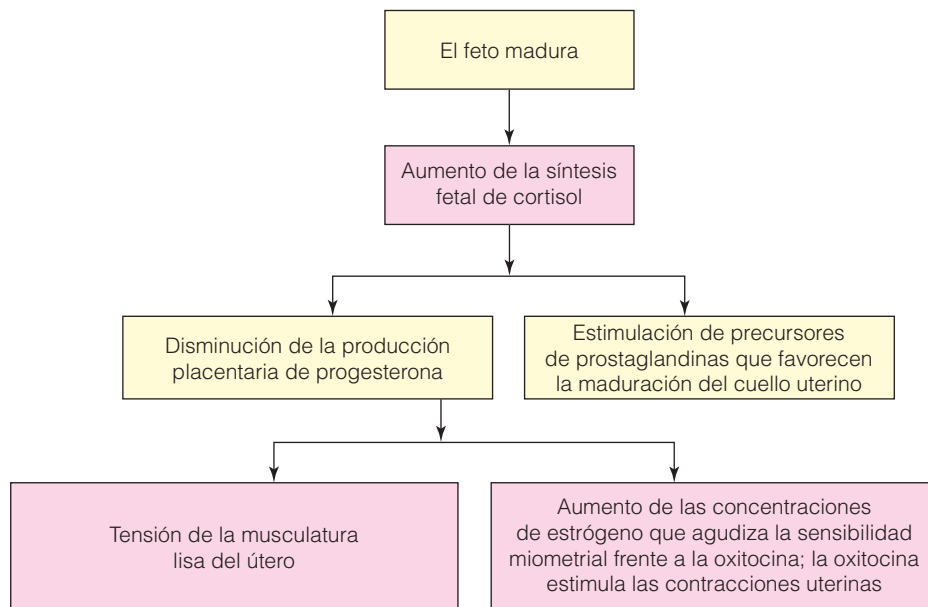 El feto madura
Aumento de la síntesis
fetal de cortisol
Disminución de la producción
placentaria de progesterona
Estimulación de precursores
de prostaglandinas que favorecen
la maduración del cuello uterino
Tensión de la musculatura
lisa del útero
Aumento de las concentraciones
de estrógeno que agudiza la sensibilidad
miometrial frente a la oxitocina; la oxitocina
estimula las contracciones uterinas